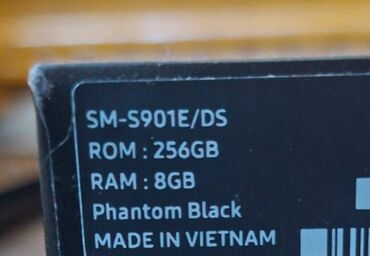 SM-S901E/DS
ROM : 256GB
RAM : 8GB
Phantom Black
MADE IN VIETNAM